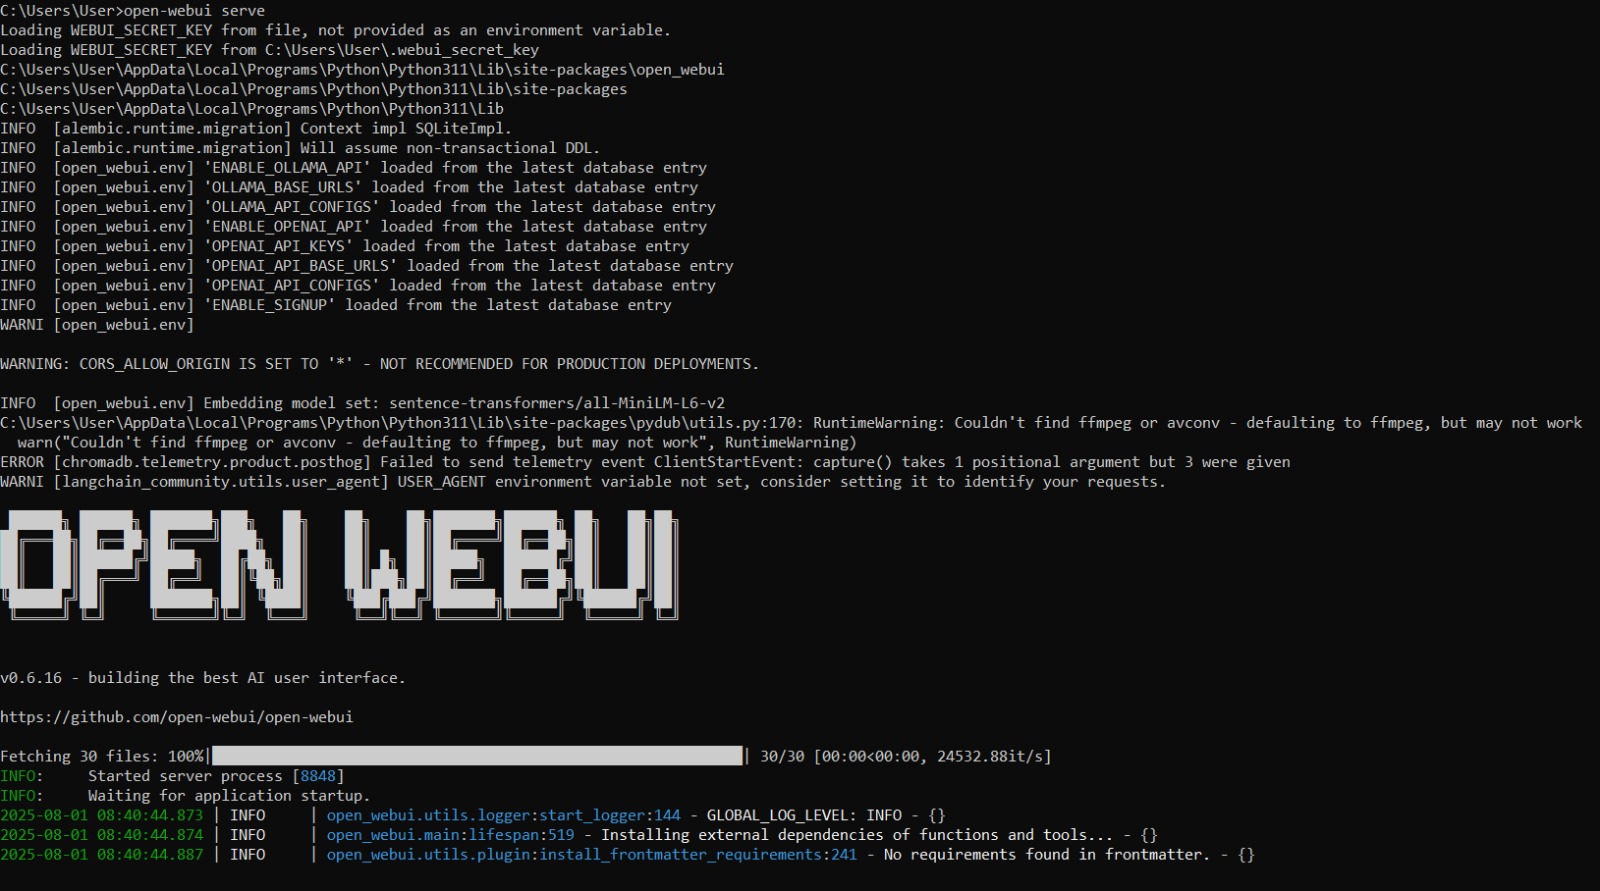 C:\Users\User>open-webui serve
Loading WEBUI_SECRET_KEY from file, not provided as an environment variable.
Loading WEBUI_SECRET_KEY from C:\Users\User\.webui_secret_key
C:\Users\User\AppData\Local\Programs\Python\Python311\Lib\site-packages\open_webui
C:\Users\User\AppData\Local\Programs\Python\Python311\Lib\site-packages
C:\Users\User\AppData\Local\Programs\Python\Python311\Lib
INFO  [alembic.runtime.migration] Context impl SQLiteImpl.
INFO  [alembic.runtime.migration] Will assume non-transactional DDL.
INFO  [open_webui.env] 'ENABLE_OLLAMA_API' loaded from the latest database entry
INFO  [open_webui.env] 'OLLAMA_BASE_URLS' loaded from the latest database entry
INFO  [open_webui.env] 'OLLAMA_API_CONFIGS' loaded from the latest database entry
INFO  [open_webui.env] 'ENABLE_OPENAI_API' loaded from the latest database entry
INFO  [open_webui.env] 'OPENAI_API_KEYS' loaded from the latest database entry
INFO  [open_webui.env] 'OPENAI_API_BASE_URLS' loaded from the latest database entry
INFO  [open_webui.env] 'OPENAI_API_CONFIGS' loaded from the latest database entry
INFO  [open_webui.env] 'ENABLE_SIGNUP' loaded from the latest database entry
WARNI [open_webui.env]
WARNING: CORS_ALLOW_ORIGIN IS SET TO '*' - NOT RECOMMENDED FOR PRODUCTION DEPLOYMENTS.
INFO  [open_webui.env] Embedding model set: sentence-transformers/all-MiniLM-L6-v2
C:\Users\User\AppData\Local\Programs\Python\Python311\Lib\site-packages\pydub\utils.py:170: RuntimeWarning: Couldn't find ffmpeg or avconv - defaulting to ffmpeg, but may not work
  warn("Couldn't find ffmpeg or avconv - defaulting to ffmpeg, but may not work", RuntimeWarning)
ERROR [chromadb.telemetry.product.posthog] Failed to send telemetry event ClientStartEvent: capture() takes 1 positional argument but 3 were given
WARNI [langchain_community.utils.user_agent] USER_AGENT environment variable not set, consider setting it to identify your requests.
OPEN WEBUI
v0.6.16 - building the best AI user interface.
https://github.com/open-webui/open-webui
Fetching 30 files: 100%| | 30/30 [00:00<00:00, 24532.88it/s]
INFO:     Started server process [8848]
INFO:     Waiting for application startup.
2025-08-01 08:40:44.873 | INFO     | open_webui.utils.logger:start_logger:144 - GLOBAL_LOG_LEVEL: INFO - {}
2025-08-01 08:40:44.874 | INFO     | open_webui.main:lifespan:519 - Installing external dependencies of functions and tools... - {}
2025-08-01 08:40:44.887 | INFO     | open_webui.utils.plugin:install_frontmatter_requirements:241 - No requirements found in frontmatter. - {}